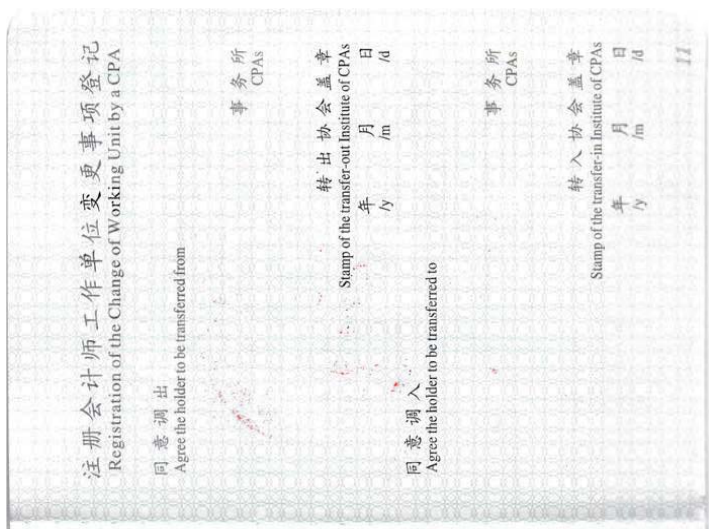 注册会计师工作单位变更事项登记
Registration of the Change of Working Unit by a CPA
同意调出
Agree the holder to be transferred from
事务所
CPAs
转出协会盖章
Stamp of the transfer-out Institute of CPAs
年 月 日
/y /m /d
同意调入
Agree the holder to be transferred to
事务所
CPAs
转入协会盖章
Stamp of the transfer-in Institute of CPAs
年 月 日
/y /m /d
11